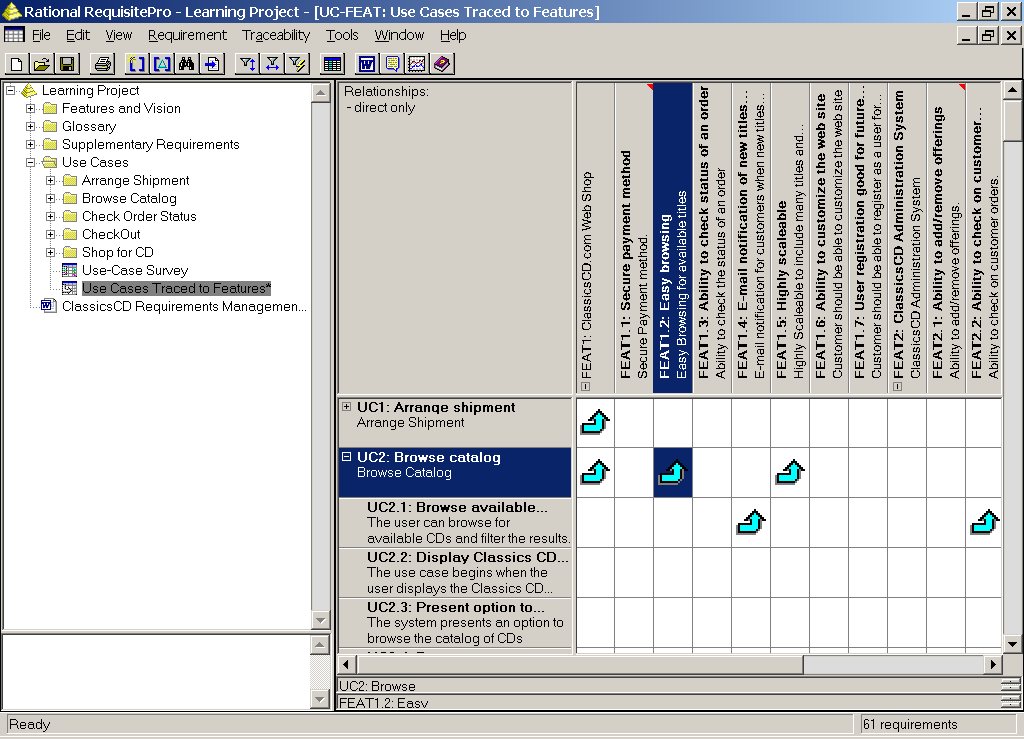 Rational RequisitePro - Learning Project - [UC-FEAT: Use Cases Traced to Features]
File Edit View Requirement Traceability Tools Window Help
Learning Project
Features and Vision
Glossary
Supplementary Requirements
Use Cases
Arrange Shipment
Browse Catalog
Check Order Status
CheckOut
Shop for CD
Use-Case Survey
Use Cases Traced to Features*
ClassicsCD Requirements Managemen...
Relationships:
- direct only
FEAT1: ClassicsCD.com Web Shop
FEAT1.1: Secure payment method
Secure Payment method.
FEAT1.2: Easy browsing
Easy Browsing for available titles
FEAT1.3: Ability to check status of an order
Ability to check the status of an order
FEAT1.4: E-mail notification of new titles...
E-mail notification for customers when new titles...
FEAT1.5: Highly scaleable
Highly Scaleable to include many titles and...
FEAT1.6: Ability to customize the web site
Customer should be able to customize the web site
FEAT1.7: User registration good for future...
Customer should be able to register as a user for...
FEAT2: ClassicsCD Administration System
ClassicsCD Administration System
FEAT2.1: Ability to add/remove offerings
Ability to add/remove offerings.
FEAT2.2: Ability to check on customer...
Ability to check on customer orders.
UC1: Arrange shipment
Arrange Shipment
UC2: Browse catalog
Browse Catalog
UC2.1: Browse available...
The user can browse for
available CDs and filter the results.
UC2.2: Display Classics CD...
The use case begins when the
user displays the Classics CD...
UC2.3: Present option to...
The system presents an option to
browse the catalog of CDs
UC2: Browse
FEAT1.2: Easy
Ready
61 requirements